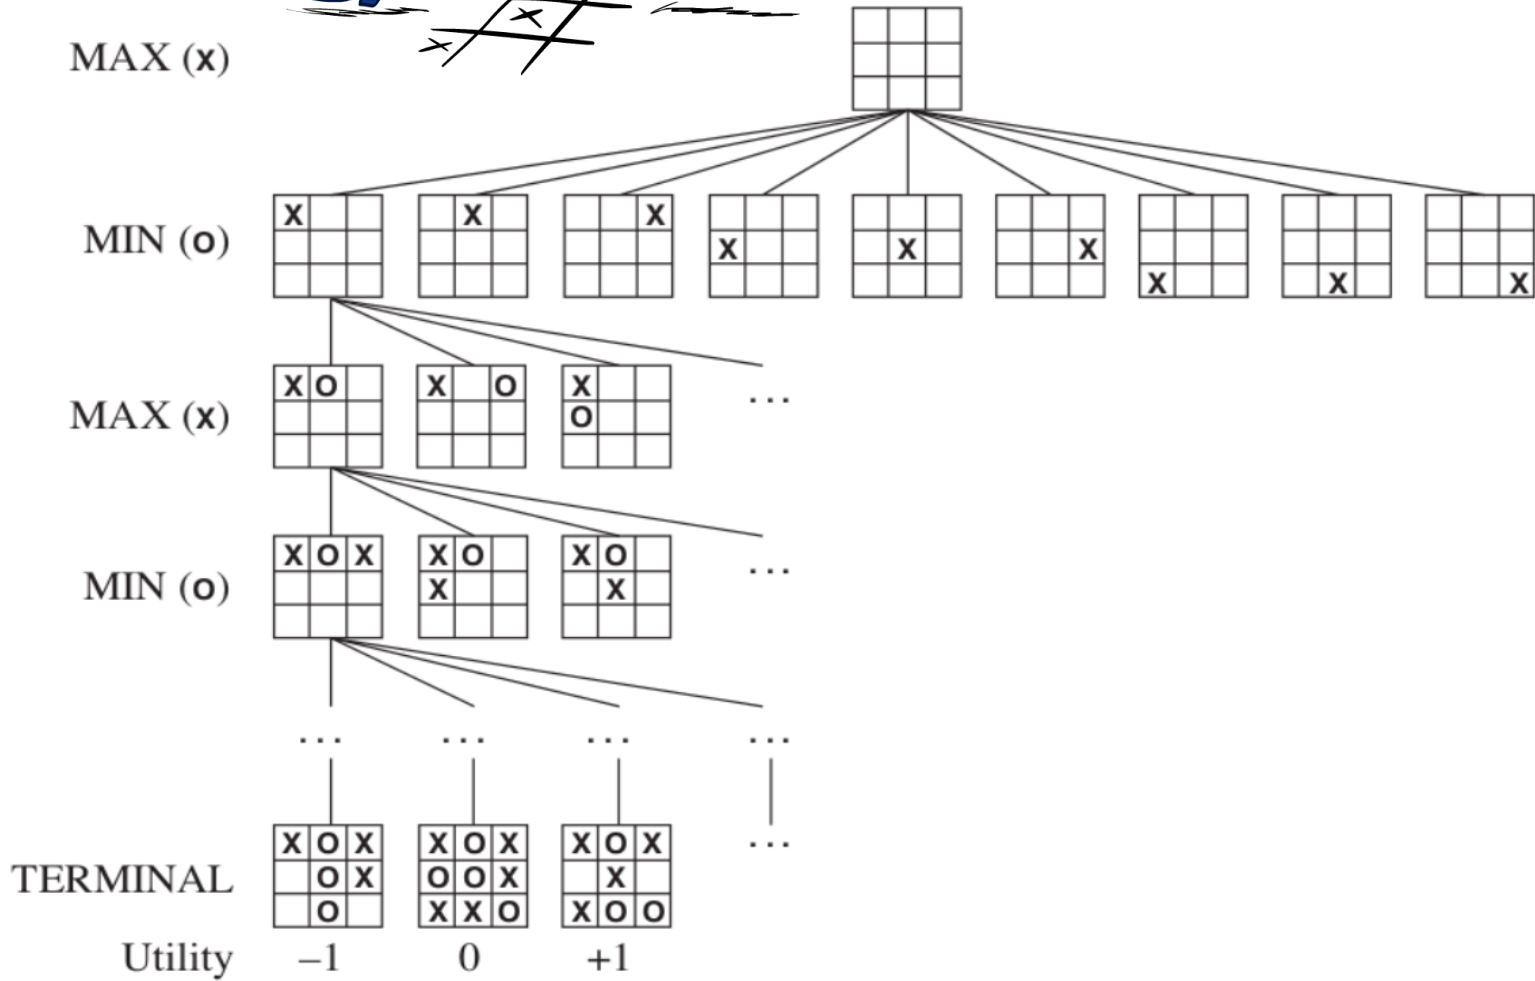 X
X
MAX (x)
MIN (o)
X X X X X X X X X
MAX (x)
X O X O X
O
...
MIN (o)
X O X X O X O
X X
...
... ... ... ...
TERMINAL
X O X X O X X O X
O X O O X X
O X X O X O O
...
Utility –1 0 +1